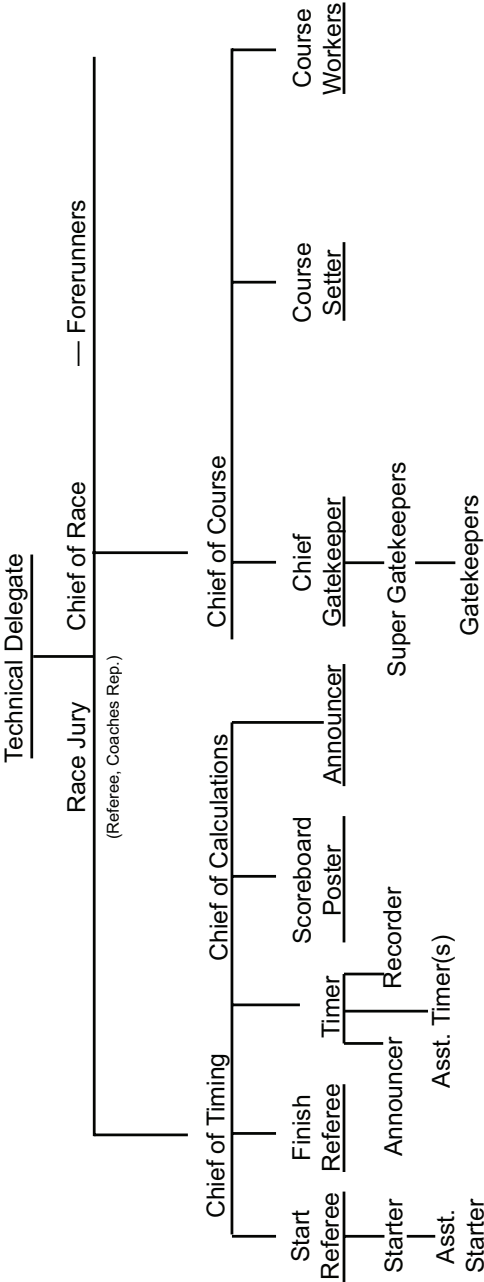 Technical Delegate
Race Jury
Chief of Race
— Forerunners
(Referee, Coaches Rep.)
Chief of Timing
Chief of Calculations
Chief of Course
Start
Referee
Finish
Referee
Timer
Scoreboard
Poster
Announcer
Chief
Gatekeeper
Course
Setter
Course
Workers
Starter
Announcer
Recorder
Super Gatekeepers
Asst.
Starter
Asst. Timer(s)
Gatekeepers